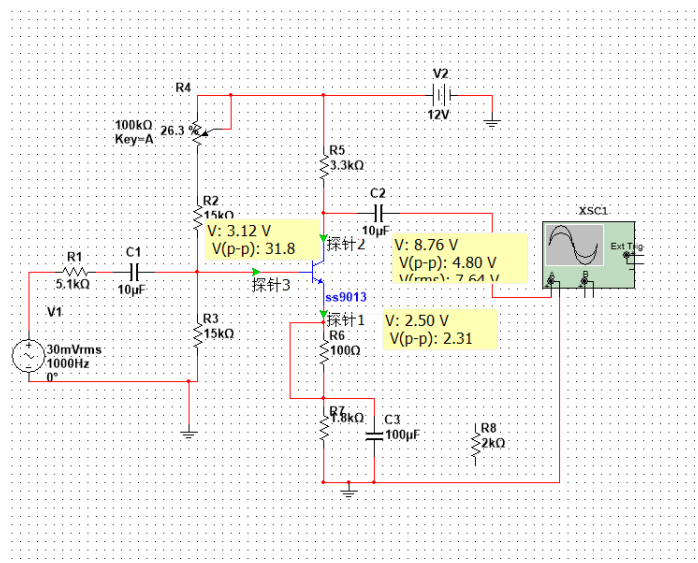 V2
12V
R4
100kΩ
Key=A
26.3 %
R5
3.3kΩ
C2
10μF
XSC1
Ext Trig
A
B
R2
15kΩ
V: 3.12 V
V(p-p): 31.8
探针2
V: 8.76 V
V(p-p): 4.80 V
V(rms): 7.64 V
R1
5.1kΩ
C1
10μF
探针3
ss9013
V1
30mVrms
1000Hz
0°
R3
15kΩ
探针1
V: 2.50 V
V(p-p): 2.31
R6
100Ω
R7
1.8kΩ
C3
100μF
R8
2kΩ